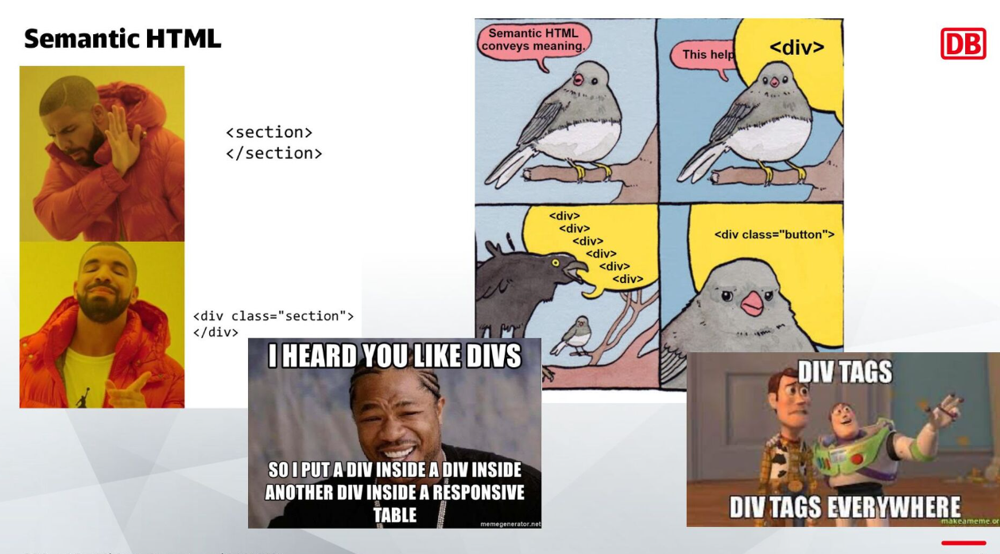 Semantic HTML
DB
<section>
</section>
<div class="section">
</div>
Semantic HTML
conveys meaning.
This help
<div>
<div>
<div>
<div>
<div>
<div>
<div>
<div class="button">
I HEARD YOU LIKE DIVS
SO I PUT A DIV INSIDE A DIV INSIDE
ANOTHER DIV INSIDE A RESPONSIVE
TABLE
memegenerator.net
DIV TAGS
DIV TAGS EVERYWHERE
makeameme.or